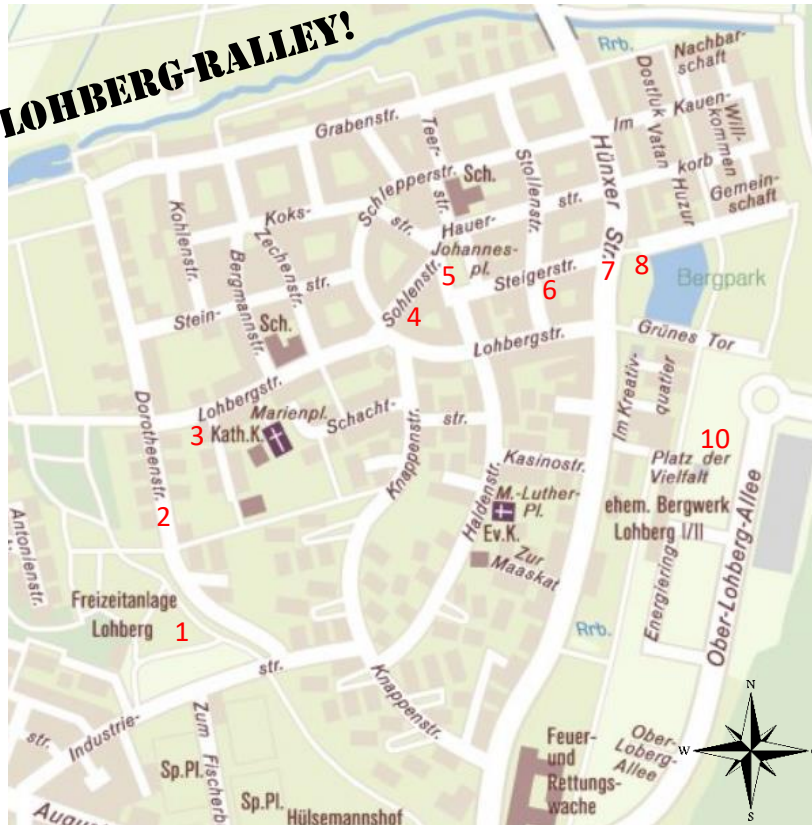 LOHBERG-RALLEY!
Rrb.
Nachbar-
schaft
Dostluk
Vatan
Huzur
Im Kauen-
korb
Will-
kommen
Gemein-
schaft
Grabenstr.
Teer-
str.
Schlepperstr.
Sch.
Stollenstr.
Hünxer Str.
Kohlenstr.
Koks-
str.
Hauer-
str.
Johannes-
pl.
Bergmannstr.
Zechenstr.
Sohlenstr.
5
Steigerstr.
6
7
8
Bergpark
4
Stein-
str.
Sch.
Lohbergstr.
Grünes Tor
Dorotheenstr.
Lohbergstr.
Marienpl.
3
Kath.K.
Schacht-
str.
Im Kreativ-
quatier
10
Knappenstr.
Kasinostr.
Platz der
Vielfalt
M.-Luther-
Pl.
Haldenstr.
Ev.K.
ehem. Bergwerk
Lohberg I/II
2
Antonienstr.
Zur
Maaskat
Energiering
Ober-Lohberg-Allee
Freizeitanlage
Lohberg
1
Rrb.
Industrie-
str.
Knappenstr.
str.
Zum Fischerb
Sp.Pl.
Sp.Pl.
Hülsemannshof
Feuer-
und
Rettungs-
wache
Ober-
Loberg-
Allee
N
W
S
Augus